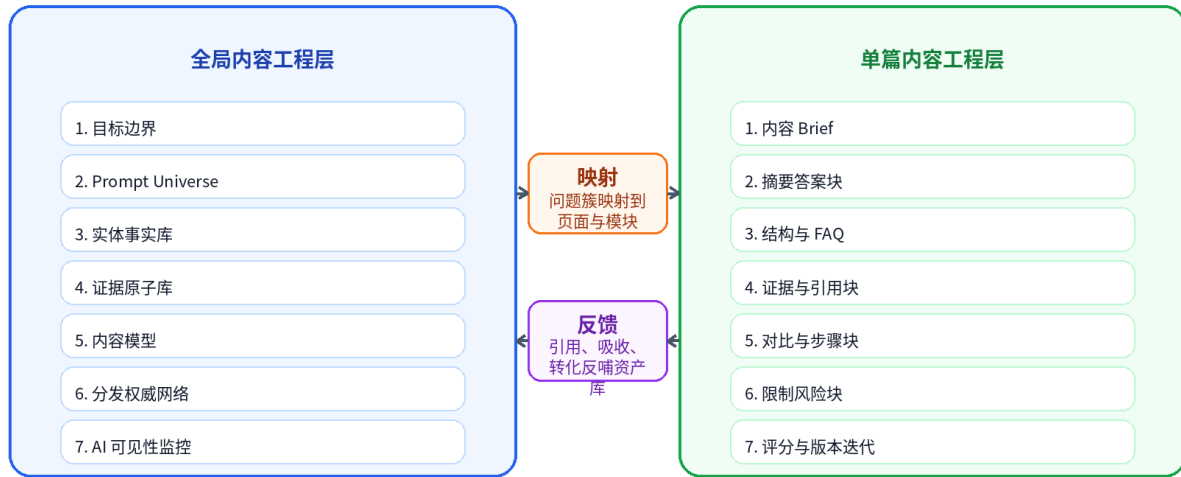 全局内容工程层
1. 目标边界
2. Prompt Universe
3. 实体事实库
4. 证据原子库
5. 内容模型
6. 分发权威网络
7. AI 可见性监控
映射
问题簇映射到
页面与模块
反馈
引用、吸收、
转化反哺资产
库
单篇内容工程层
1. 内容 Brief
2. 摘要答案块
3. 结构与 FAQ
4. 证据与引用块
5. 对比与步骤块
6. 限制风险块
7. 评分与版本迭代